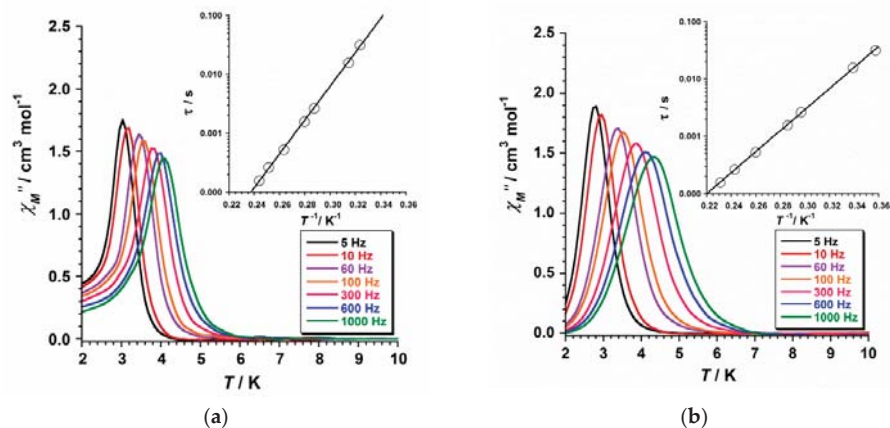 0.100
0.010
0.001
0.000
τ / s
0.22 0.24 0.26 0.28 0.30 0.32 0.34 0.36
T⁻¹/ K⁻¹
2.5
2.0
1.5
1.0
0.5
0.0
χM'' / cm³ mol⁻¹
5 Hz
10 Hz
60 Hz
100 Hz
300 Hz
600 Hz
1000 Hz
2 3 4 5 6 7 8 9 10
T / K
(a)
0.100
0.010
0.001
0.000
τ / s
0.22 0.24 0.26 0.28 0.30 0.32 0.34 0.36
T⁻¹/ K⁻¹
2.5
2.0
1.5
1.0
0.5
0.0
χM'' / cm³ mol⁻¹
5 Hz
10 Hz
60 Hz
100 Hz
300 Hz
600 Hz
1000 Hz
2 3 4 5 6 7 8 9 10
T / K
(b)